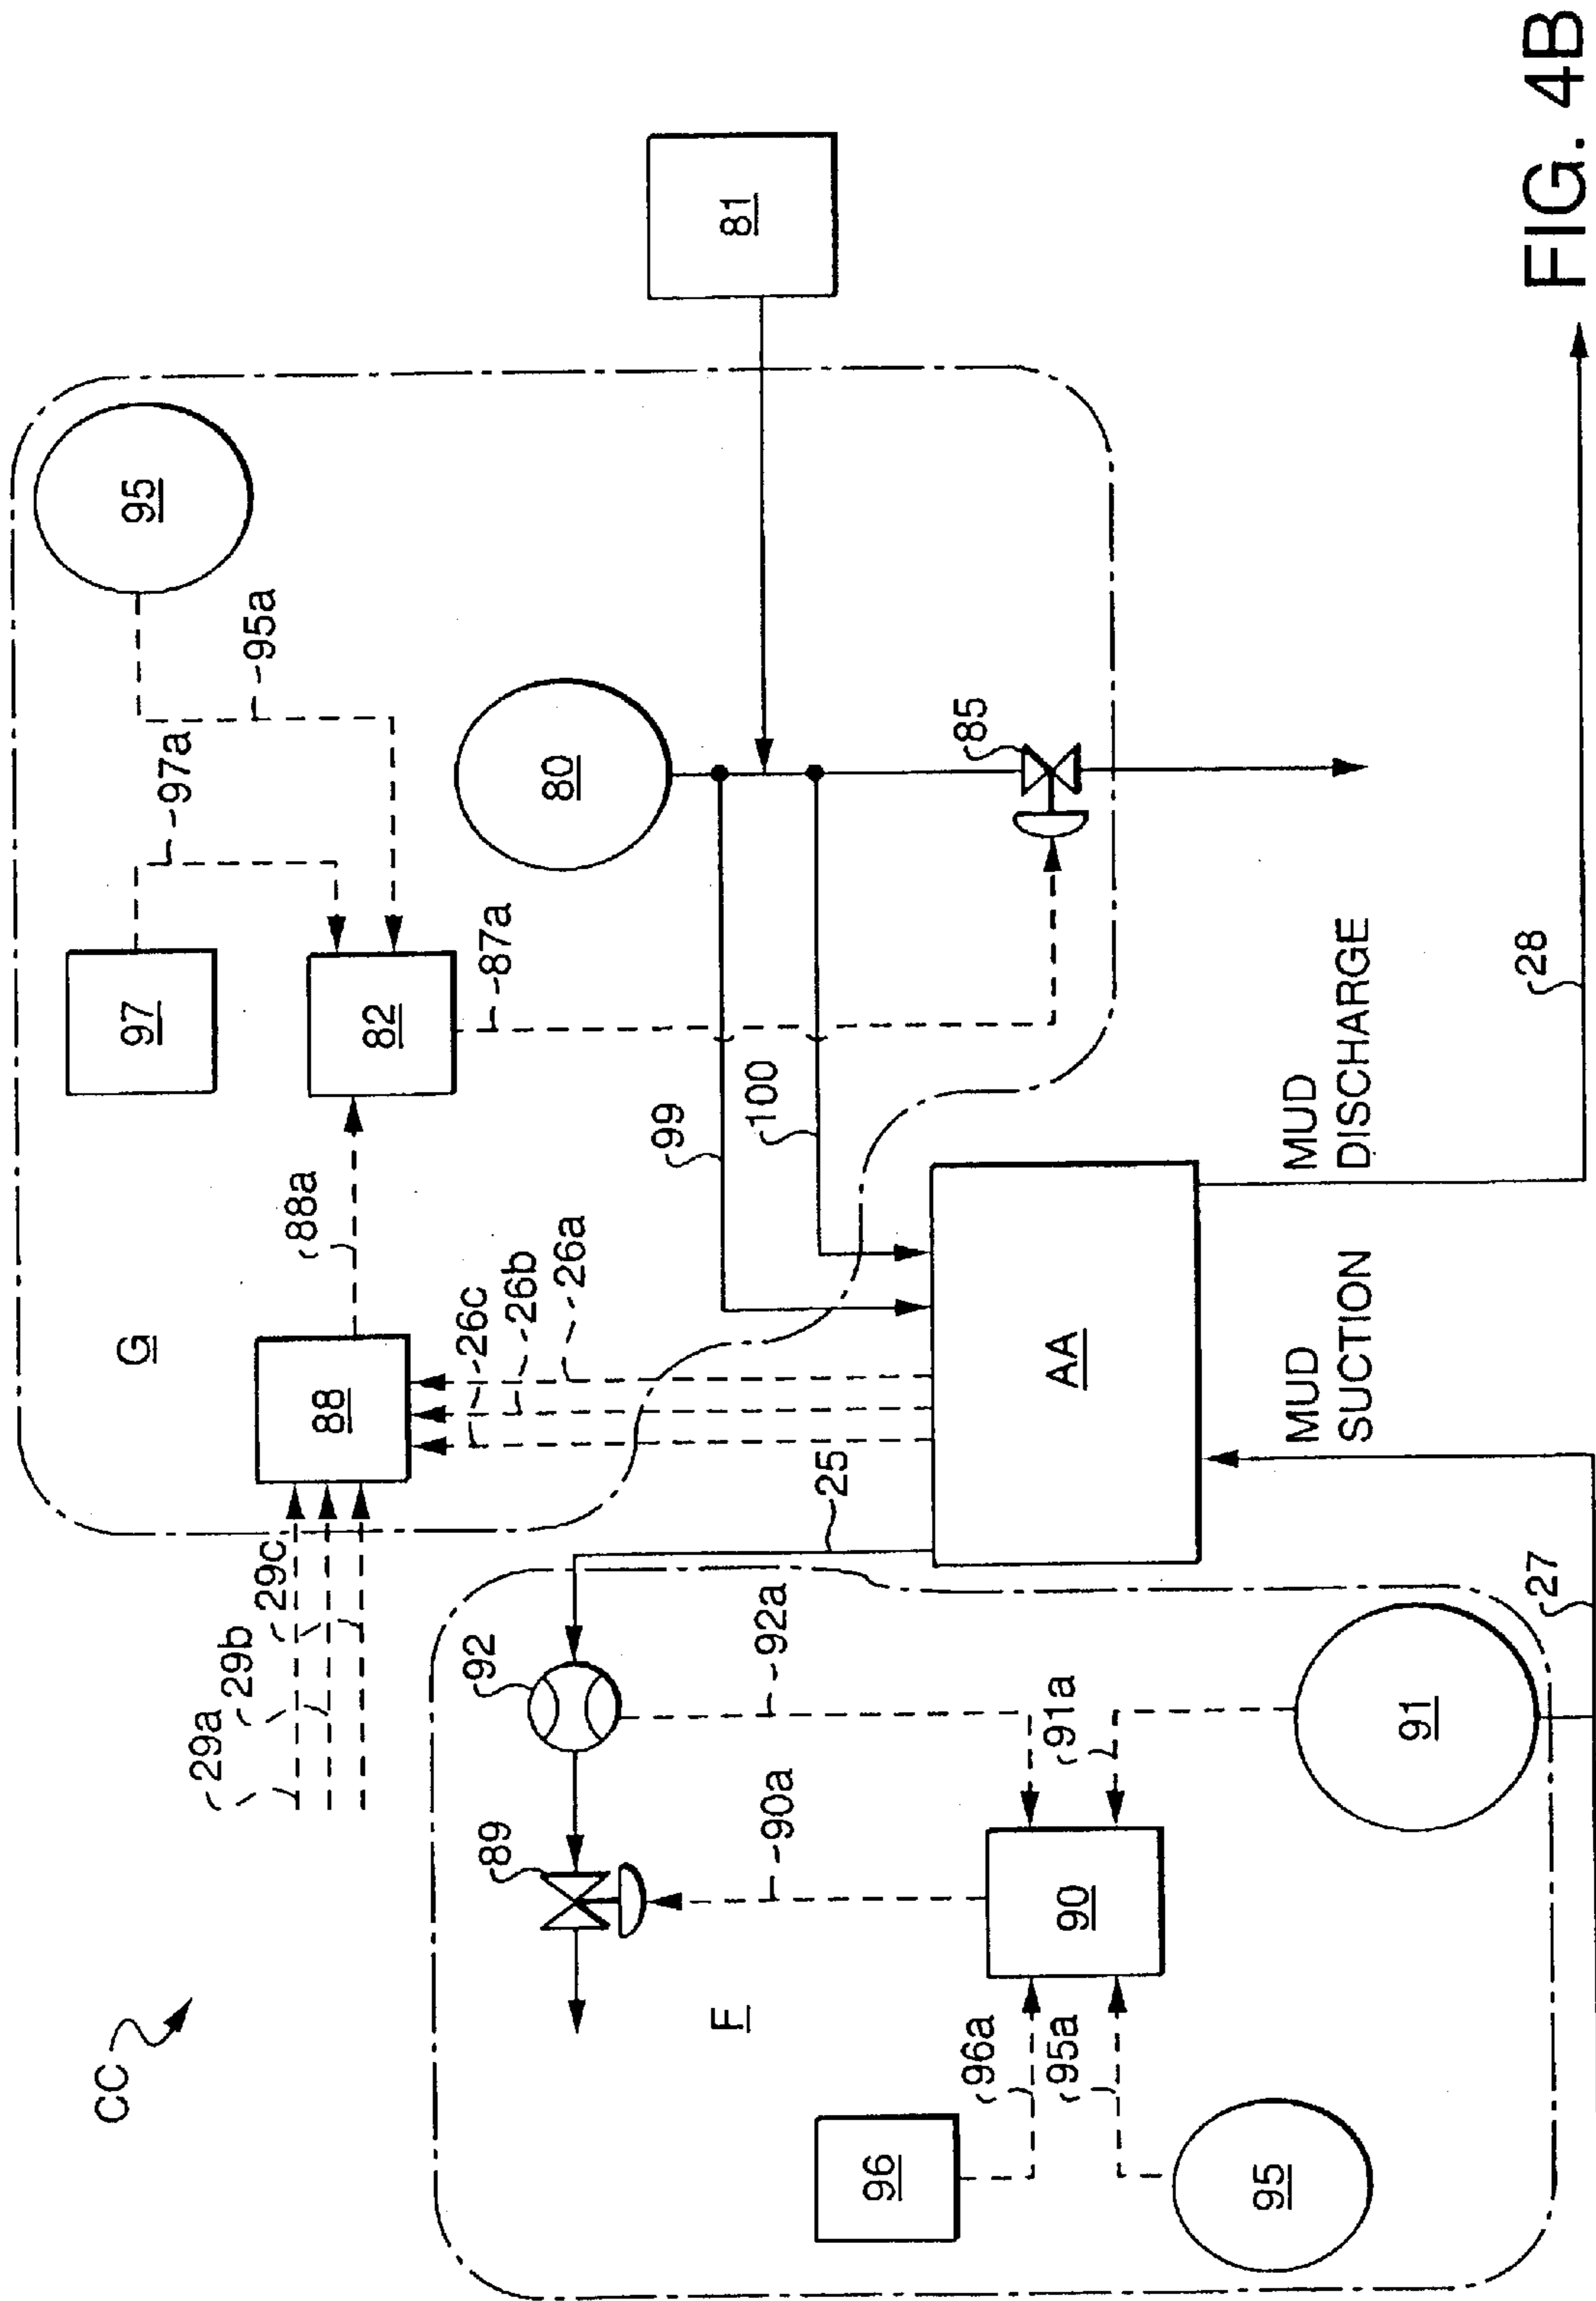 CC
29a
29b
29c
G
88
88a
97
97a
82
95
95a
87a
80
81
26c
26b
26a
99
100
85
25
92
92a
89
90a
F
AA
96
96a
95a
95
90
91a
91
27
MUD
SUCTION
MUD
DISCHARGE
28
FIG. 4B